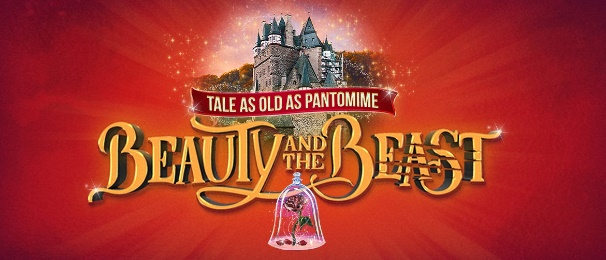 TALE AS OLD AS PANTOMIME
BEAUTY AND THE BEAST